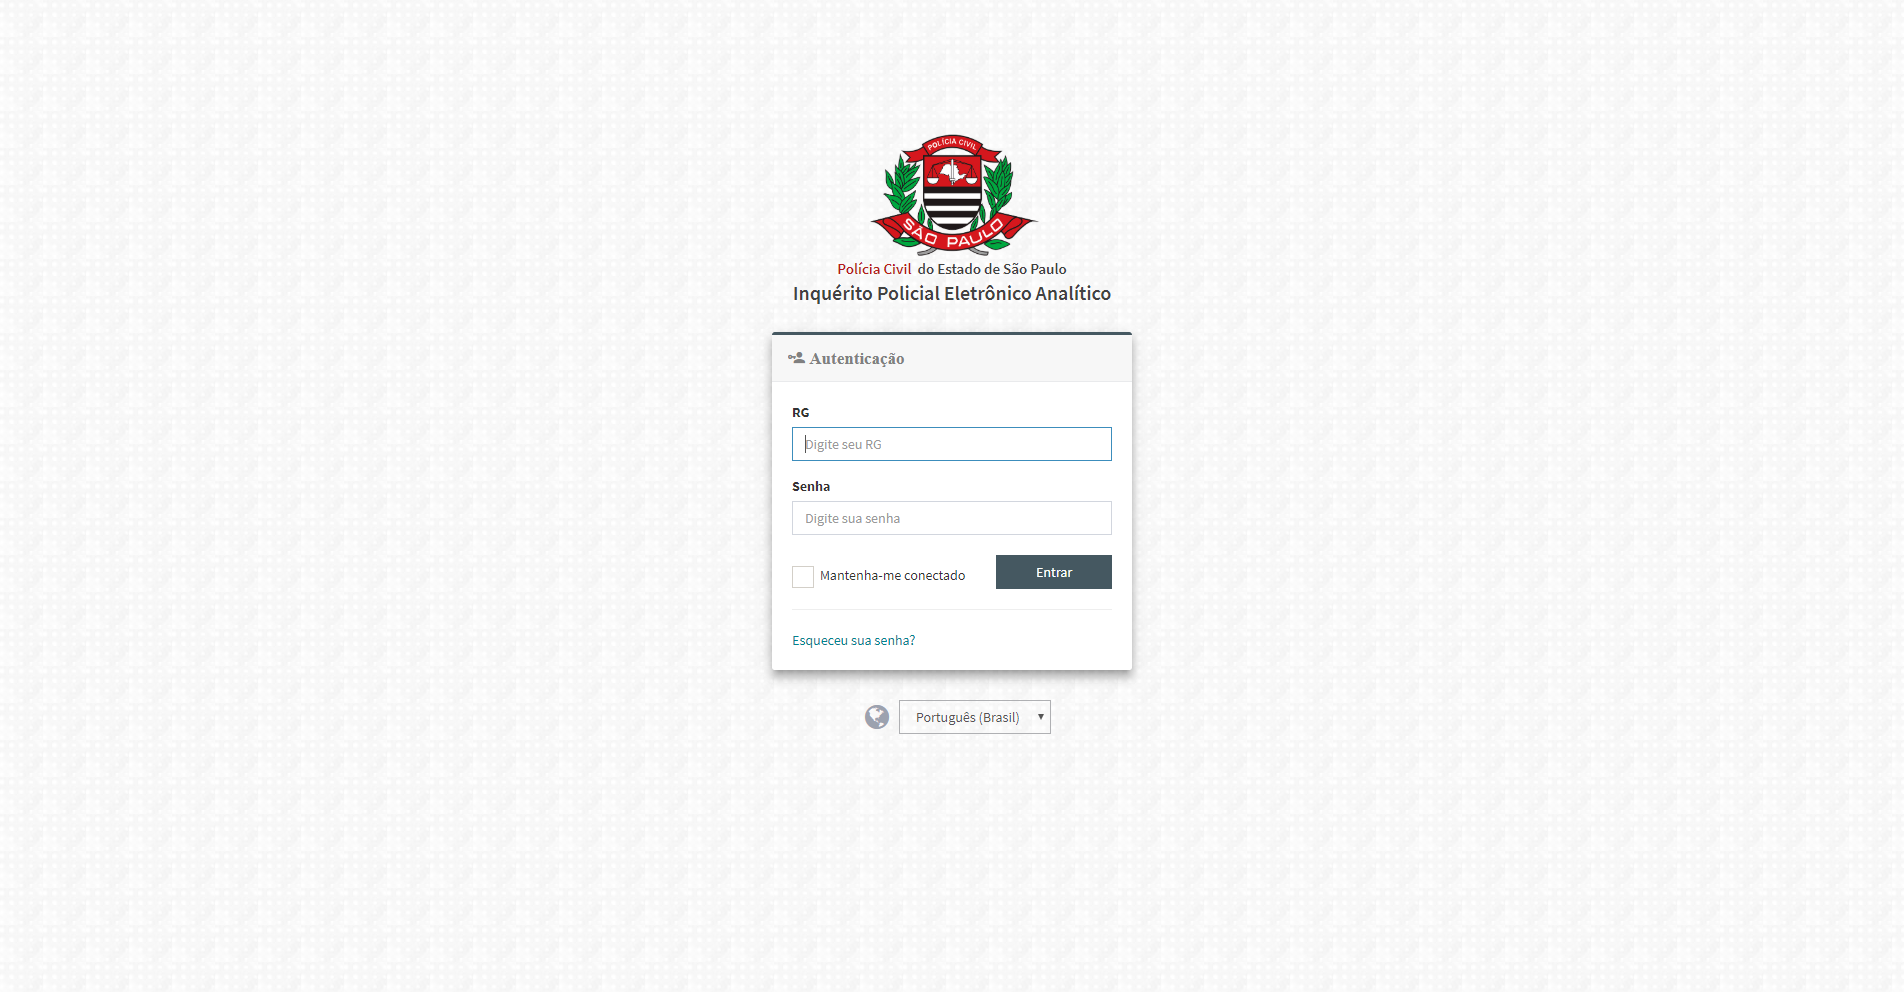 POLÍCIA CIVIL
SÃO PAULO
Polícia Civil do Estado de São Paulo
Inquérito Policial Eletrônico Analítico
Autenticação
RG
Digite seu RG
Senha
Digite sua senha
Mantenha-me conectado
Entrar
Esqueceu sua senha?
Português (Brasil)